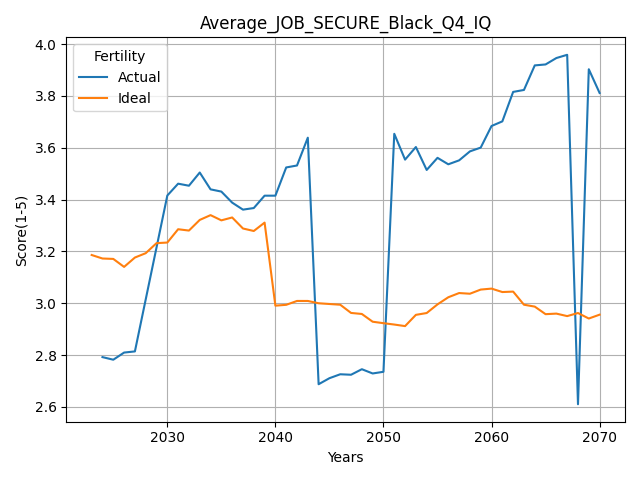 Average_JOB_SECURE_Black_Q4_IQ
Fertility
Actual
Ideal
Score(1-5)
4.0
3.8
3.6
3.4
3.2
3.0
2.8
2.6
2030 2040 2050 2060 2070
Years